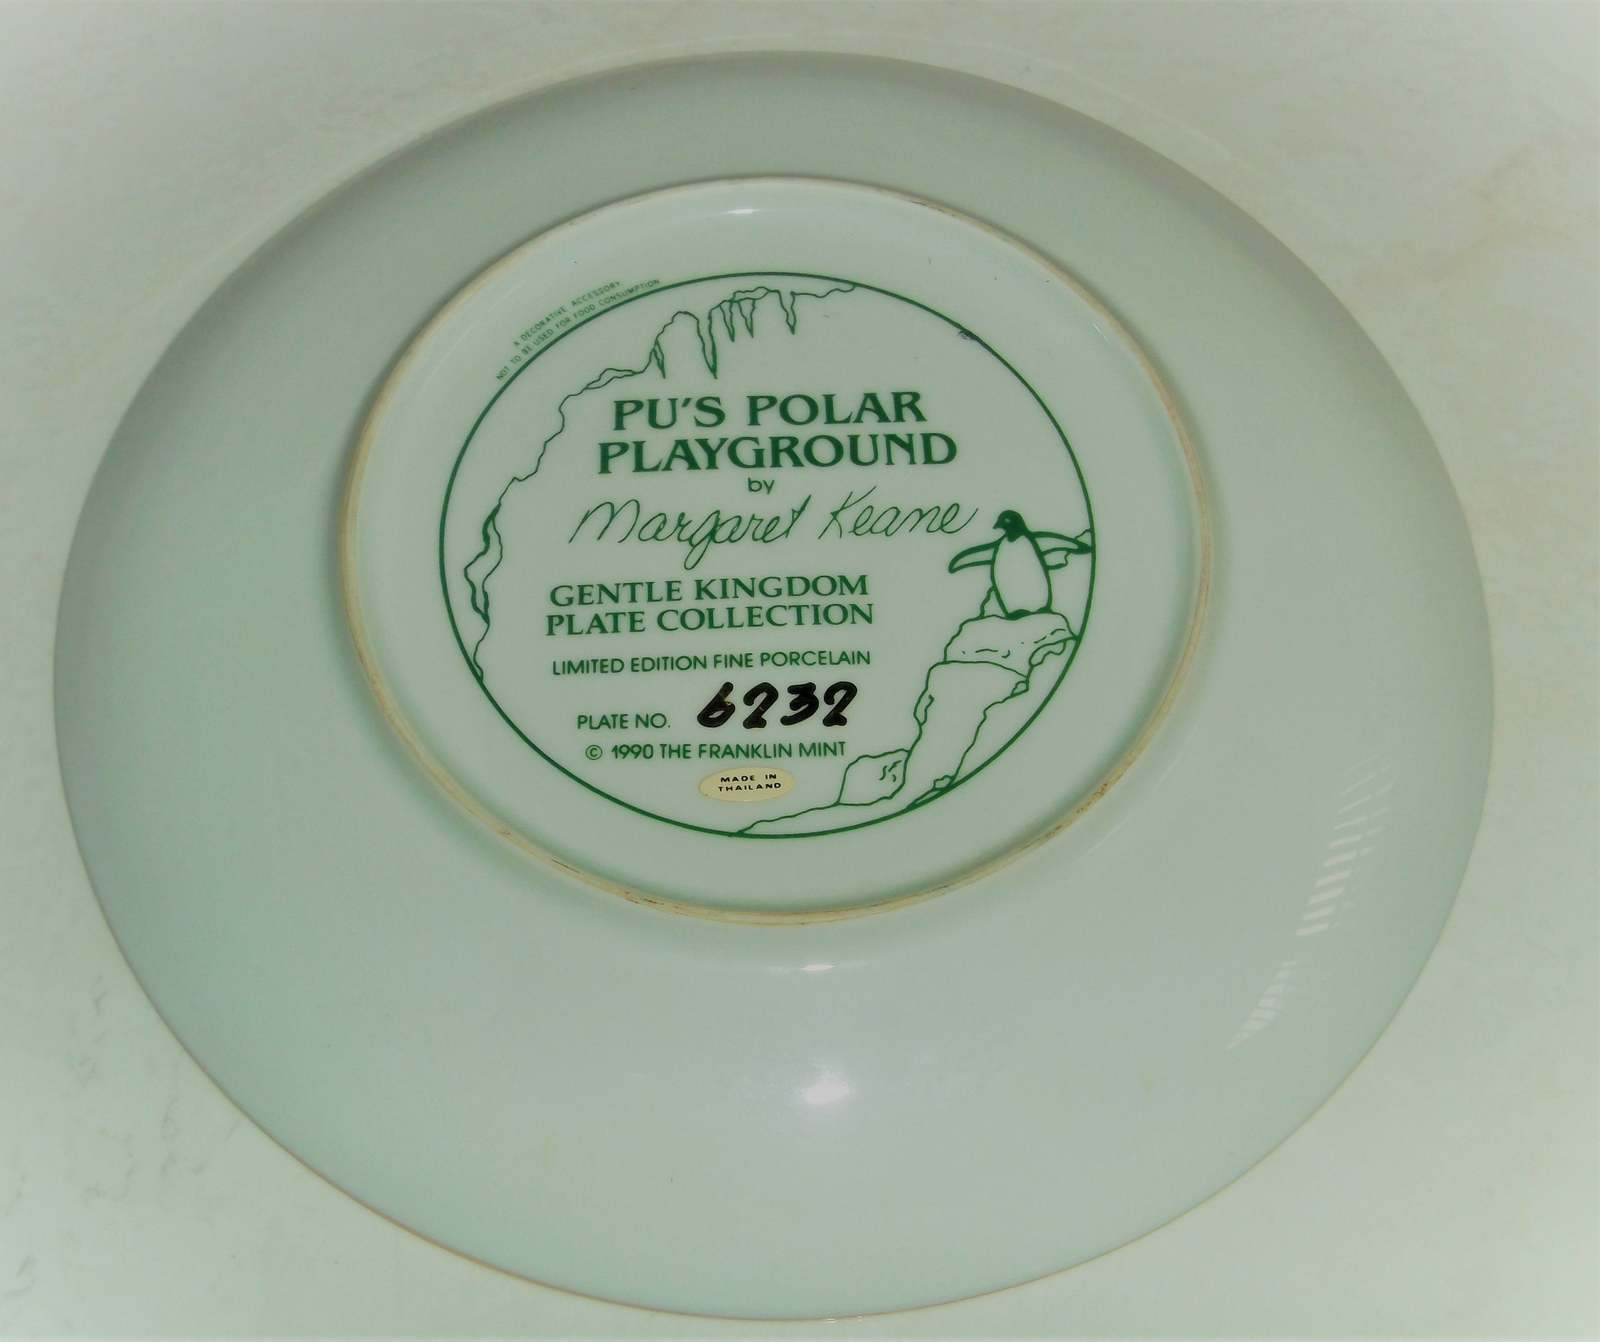 A DECORATIVE ACCESSORY
NOT TO BE USED FOR FOOD CONSUMPTION
PU'S POLAR
PLAYGROUND
by
Margaret Keane
GENTLE KINGDOM
PLATE COLLECTION
LIMITED EDITION FINE PORCELAIN
PLATE NO. 6232
© 1990 THE FRANKLIN MINT
MADE IN
THAILAND